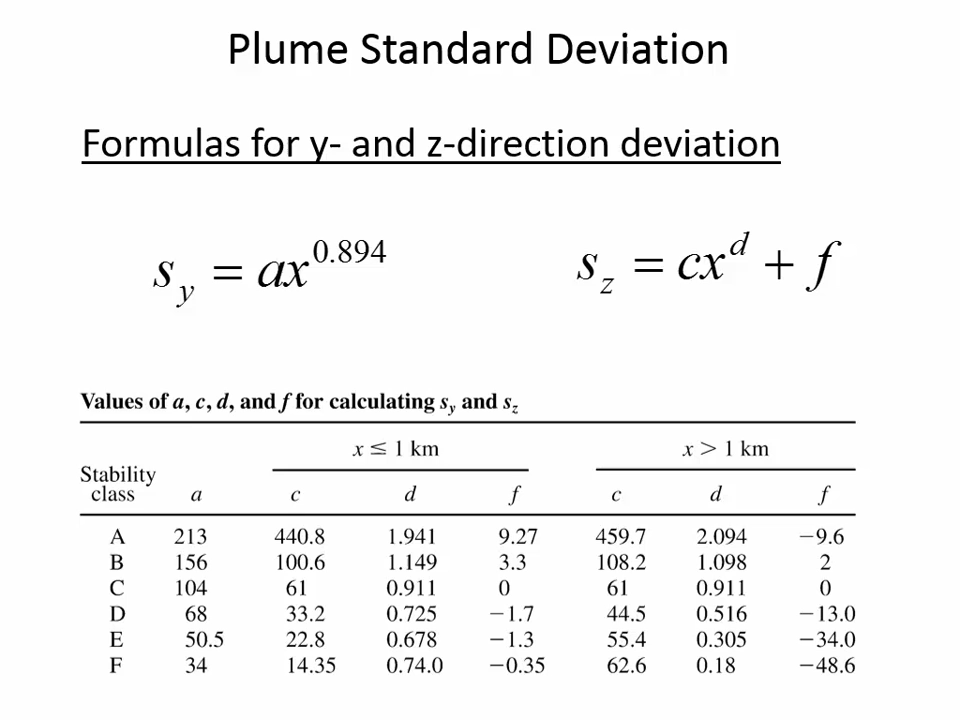 Plume Standard Deviation
Formulas for y- and z-direction deviation
s_y = ax^0.894 s_z = cx^d + f
Values of a, c, d, and f for calculating s_y and s_z
x ≤ 1 km x > 1 km
Stability
class a c d f c d f
A 213 440.8 1.941 9.27 459.7 2.094 −9.6
B 156 100.6 1.149 3.3 108.2 1.098 2
C 104 61 0.911 0 61 0.911 0
D 68 33.2 0.725 −1.7 44.5 0.516 −13.0
E 50.5 22.8 0.678 −1.3 55.4 0.305 −34.0
F 34 14.35 0.74.0 −0.35 62.6 0.18 −48.6